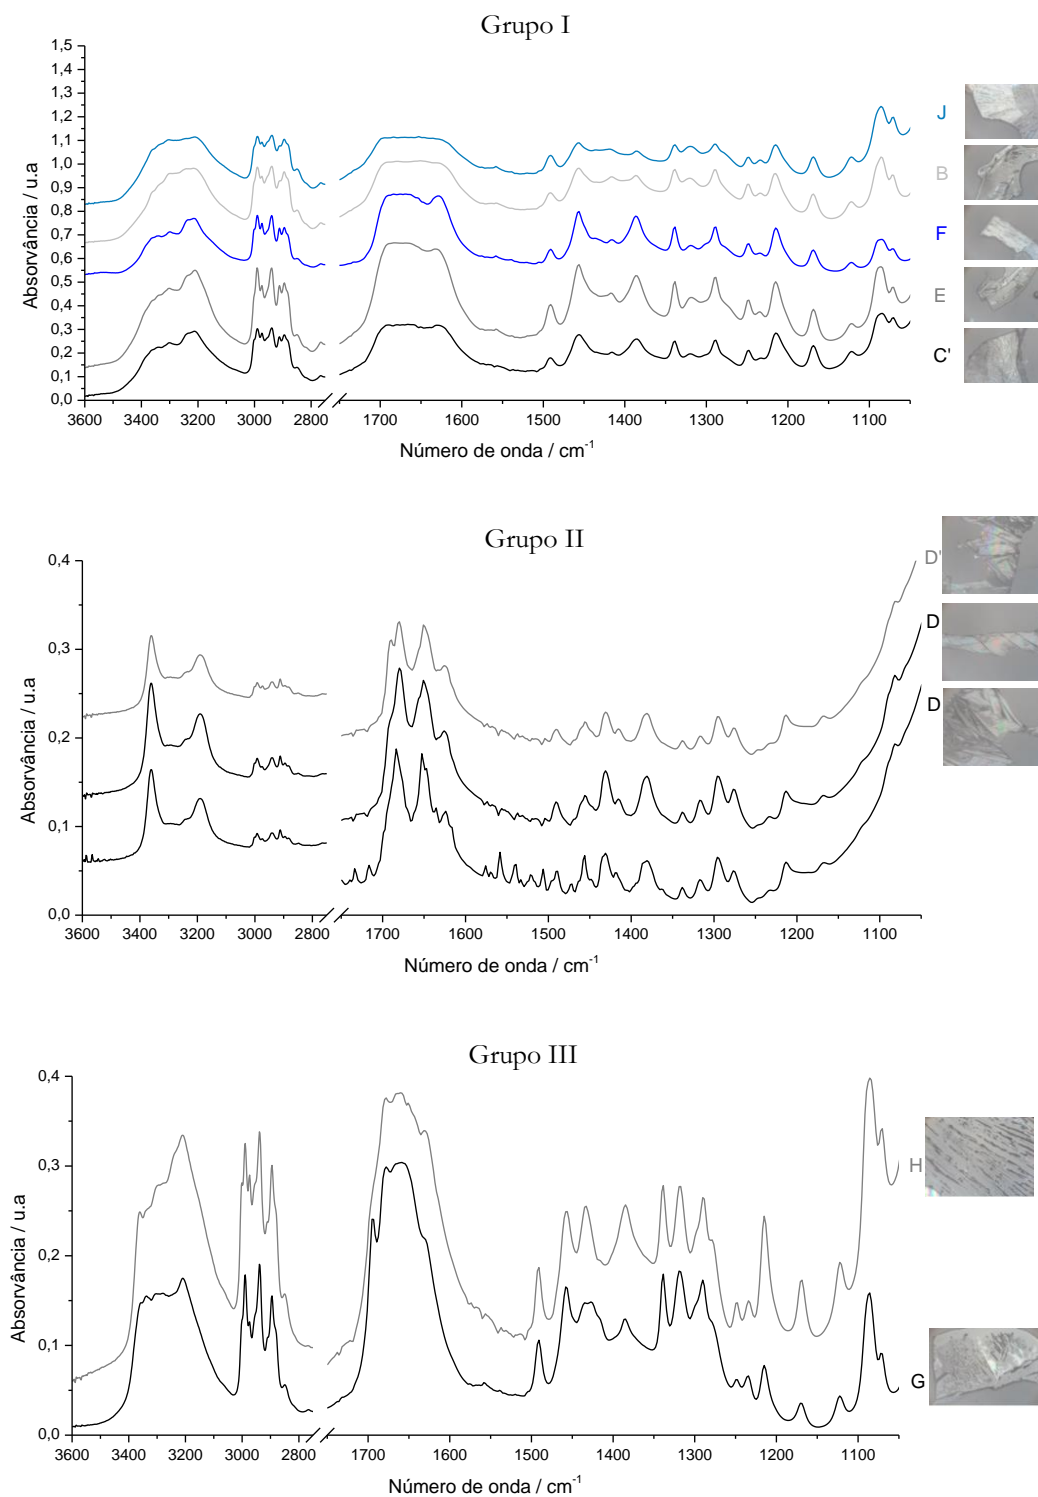 Grupo I
1,5
1,4
1,3
1,2
1,1
1,0
0,9
0,8
0,7
0,6
0,5
0,4
0,3
0,2
0,1
0,0
Absorvância / u.a
J
B
F
E
C'
3600 3400 3200 3000 2800 1700 1600 1500 1400 1300 1200 1100
Número de onda / cm-1
Grupo II
0,4
0,3
0,2
0,1
0,0
Absorvância / u.a
D'
D
D
3600 3400 3200 3000 2800 1700 1600 1500 1400 1300 1200 1100
Número de onda / cm-1
Grupo III
0,4
0,3
0,2
0,1
0,0
Absorvância / u.a
H
G
3600 3400 3200 3000 2800 1700 1600 1500 1400 1300 1200 1100
Número de onda / cm-1